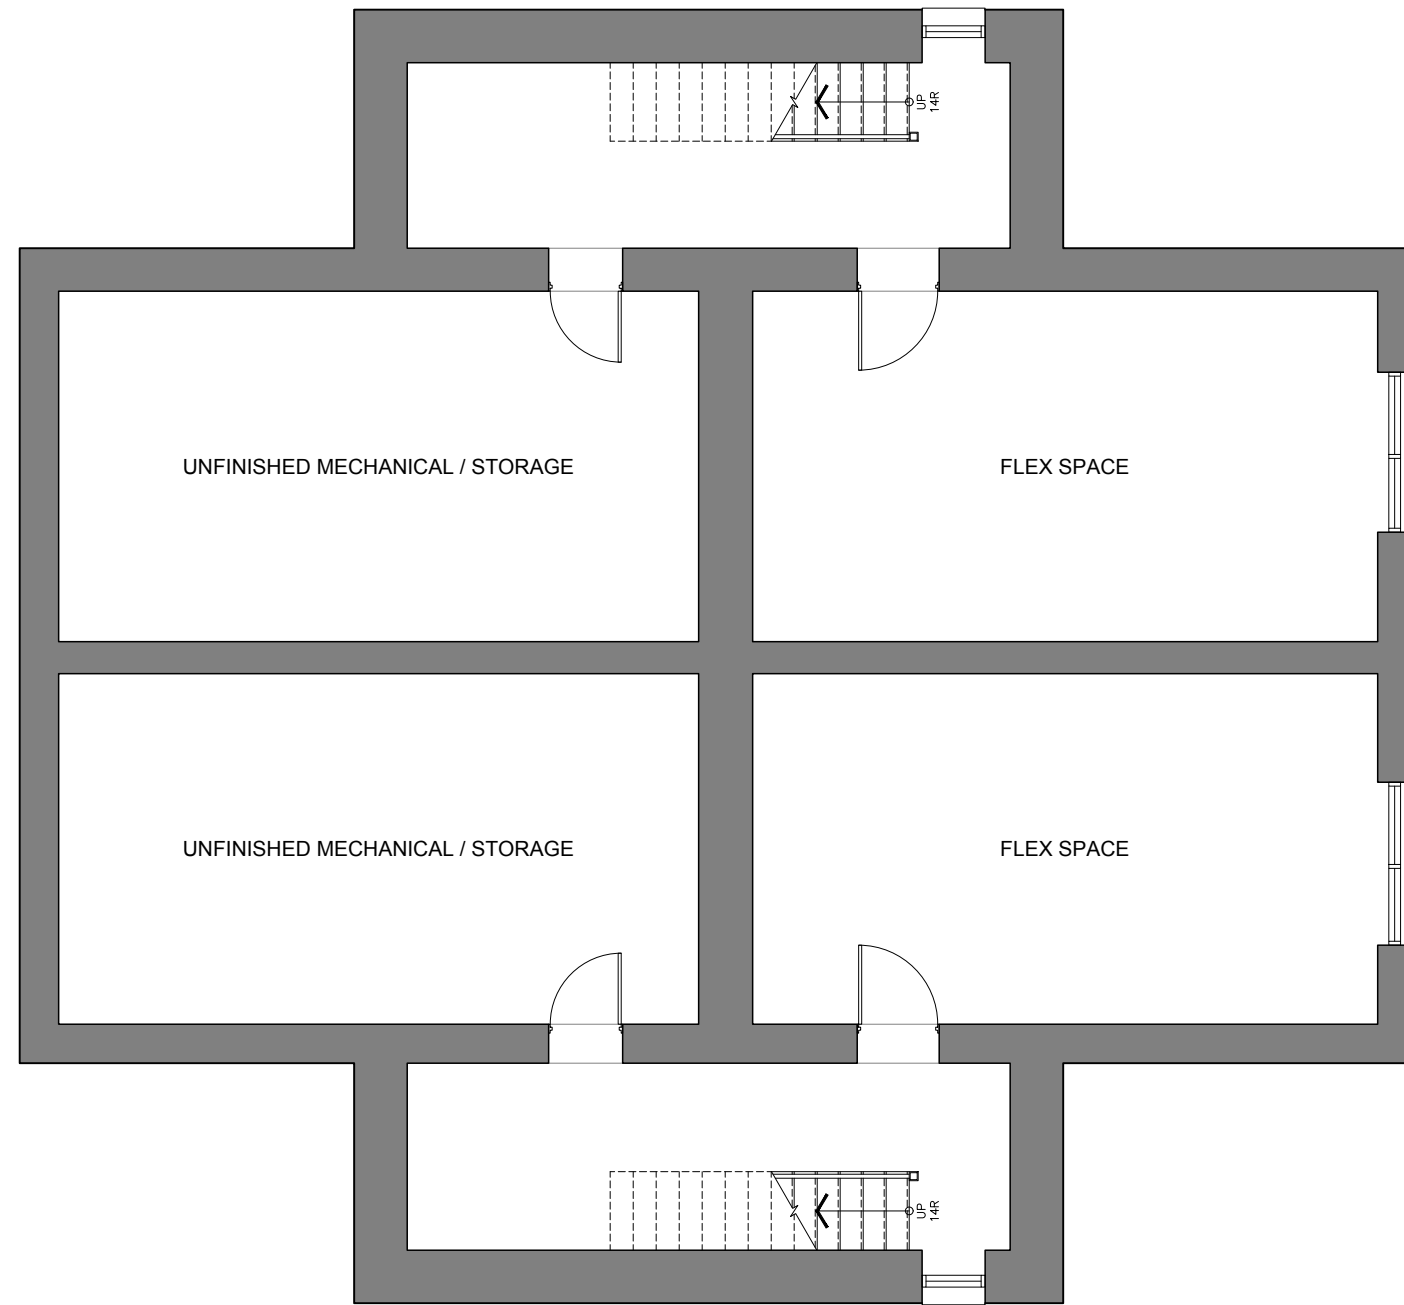 UP
14R
UNFINISHED MECHANICAL / STORAGE
FLEX SPACE
UNFINISHED MECHANICAL / STORAGE
FLEX SPACE
UP
14R